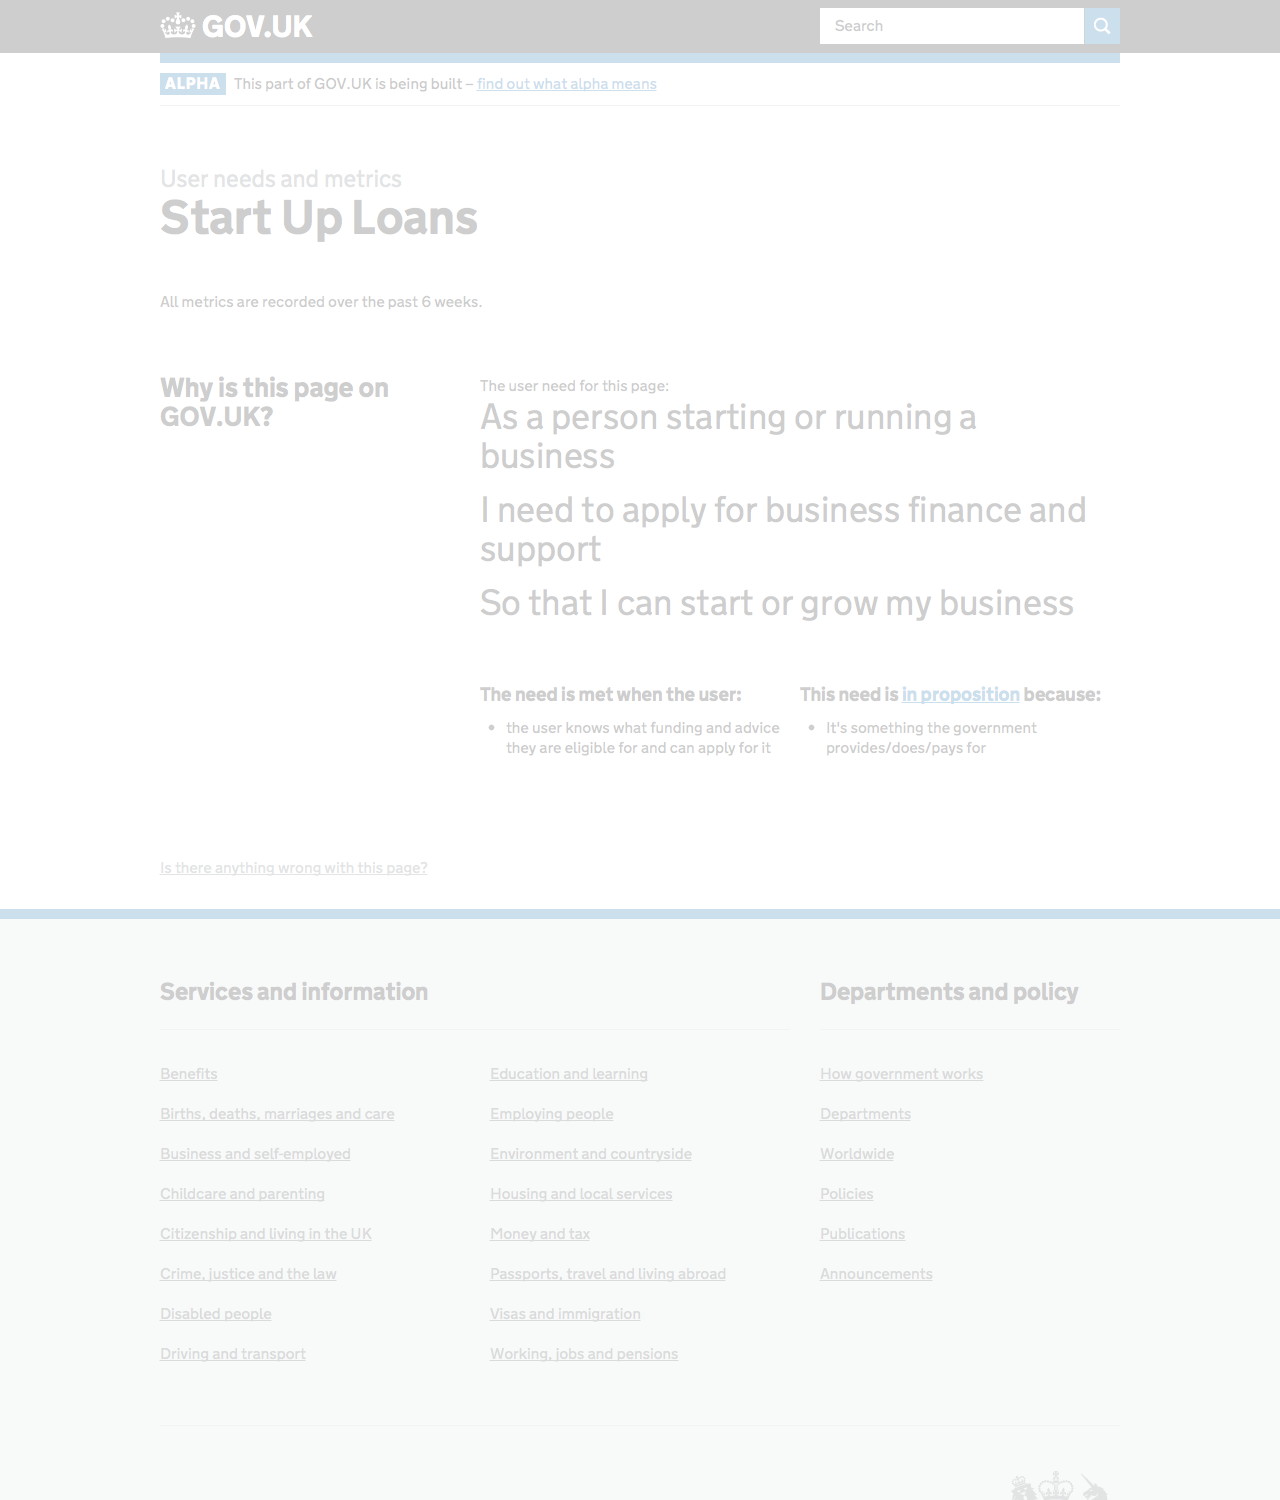 GOV.UK
Search
ALPHA This part of GOV.UK is being built – find out what alpha means
User needs and metrics
Start Up Loans
All metrics are recorded over the past 6 weeks.
Why is this page on
GOV.UK?
The user need for this page:
As a person starting or running a
business
I need to apply for business finance and
support
So that I can start or grow my business
The need is met when the user:
• the user knows what funding and advice
they are eligible for and can apply for it
This need is in proposition because:
• It's something the government
provides/does/pays for
Is there anything wrong with this page?
Services and information
Benefits
Births, deaths, marriages and care
Business and self-employed
Childcare and parenting
Citizenship and living in the UK
Crime, justice and the law
Disabled people
Driving and transport
Education and learning
Employing people
Environment and countryside
Housing and local services
Money and tax
Passports, travel and living abroad
Visas and immigration
Working, jobs and pensions
Departments and policy
How government works
Departments
Worldwide
Policies
Publications
Announcements